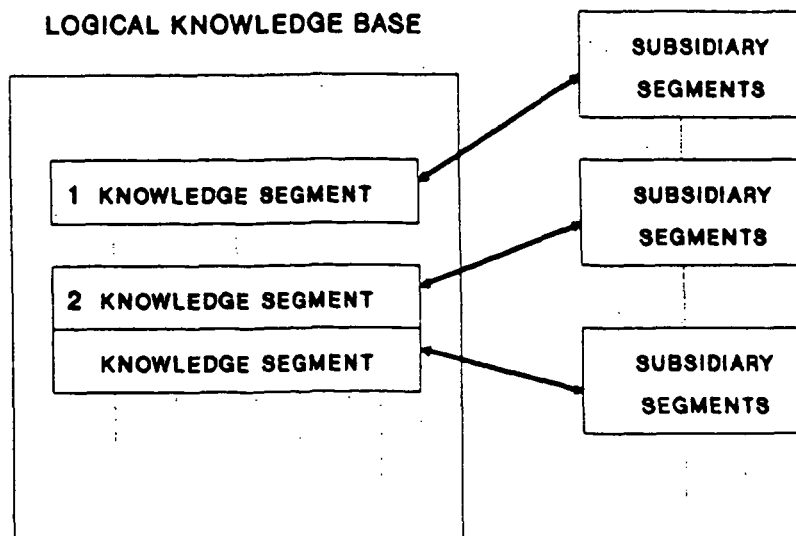 LOGICAL KNOWLEDGE BASE
SUBSIDIARY
SEGMENTS
1 KNOWLEDGE SEGMENT
SUBSIDIARY
SEGMENTS
2 KNOWLEDGE SEGMENT
KNOWLEDGE SEGMENT
SUBSIDIARY
SEGMENTS